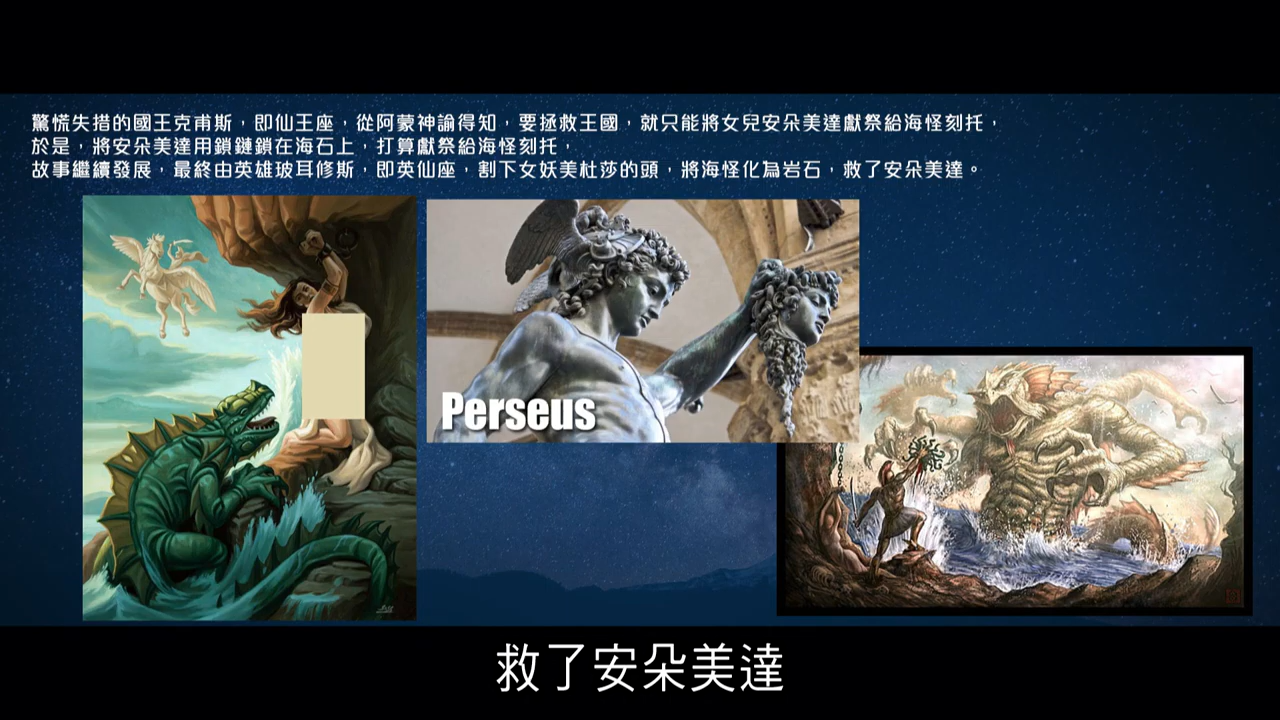 驚慌失措的國王克甫斯，即仙王座，從阿蒙神諭得知，要拯救王國，就只能將女兒安朵美達獻祭給海怪刻托，
於是，將安朵美達用鎖鏈鎖在海石上，打算獻祭給海怪刻托，
故事繼續發展，最終由英雄玻耳修斯，即英仙座，割下女妖美杜莎的頭，將海怪化為岩石，救了安朵美達。
Perseus
救了安朵美達